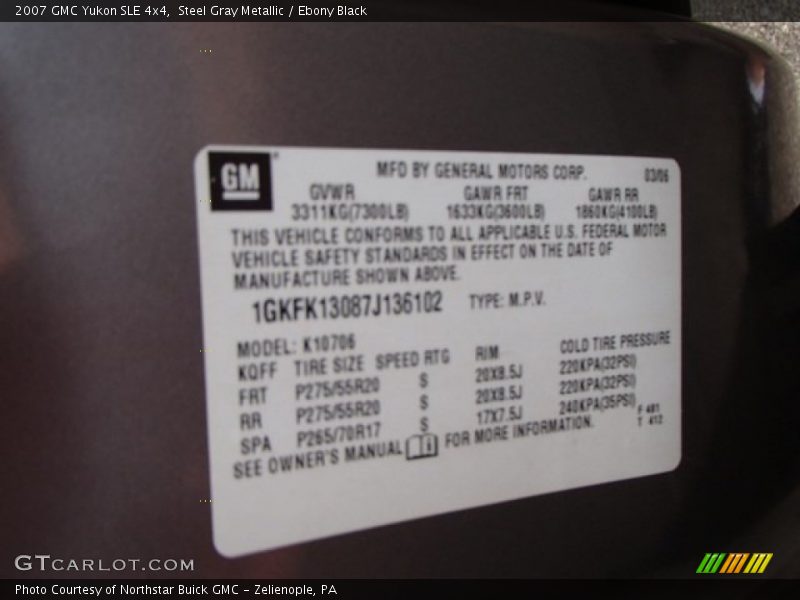 2007 GMC Yukon SLE 4x4, Steel Gray Metallic / Ebony Black
GM
MFD BY GENERAL MOTORS CORP. 03/06
GVWR GAWR FRT GAWR RR
3311KG(7300LB) 1633KG(3600LB) 1860KG(4100LB)
THIS VEHICLE CONFORMS TO ALL APPLICABLE U.S. FEDERAL MOTOR
VEHICLE SAFETY STANDARDS IN EFFECT ON THE DATE OF
MANUFACTURE SHOWN ABOVE.
1GKFK13087J136102 TYPE: M.P.V.
MODEL: K10706
KQFF TIRE SIZE SPEED RTG RIM COLD TIRE PRESSURE
FRT P275/55R20 S 20X8.5J 220KPA(32PSI)
RR P275/55R20 S 20X8.5J 220KPA(32PSI)
SPA P265/70R17 S 17X7.5J 240KPA(35PSI)
SEE OWNER'S MANUAL FOR MORE INFORMATION.
F 481
T 412
GTCARLOT.COM
Photo Courtesy of Northstar Buick GMC - Zelienople, PA